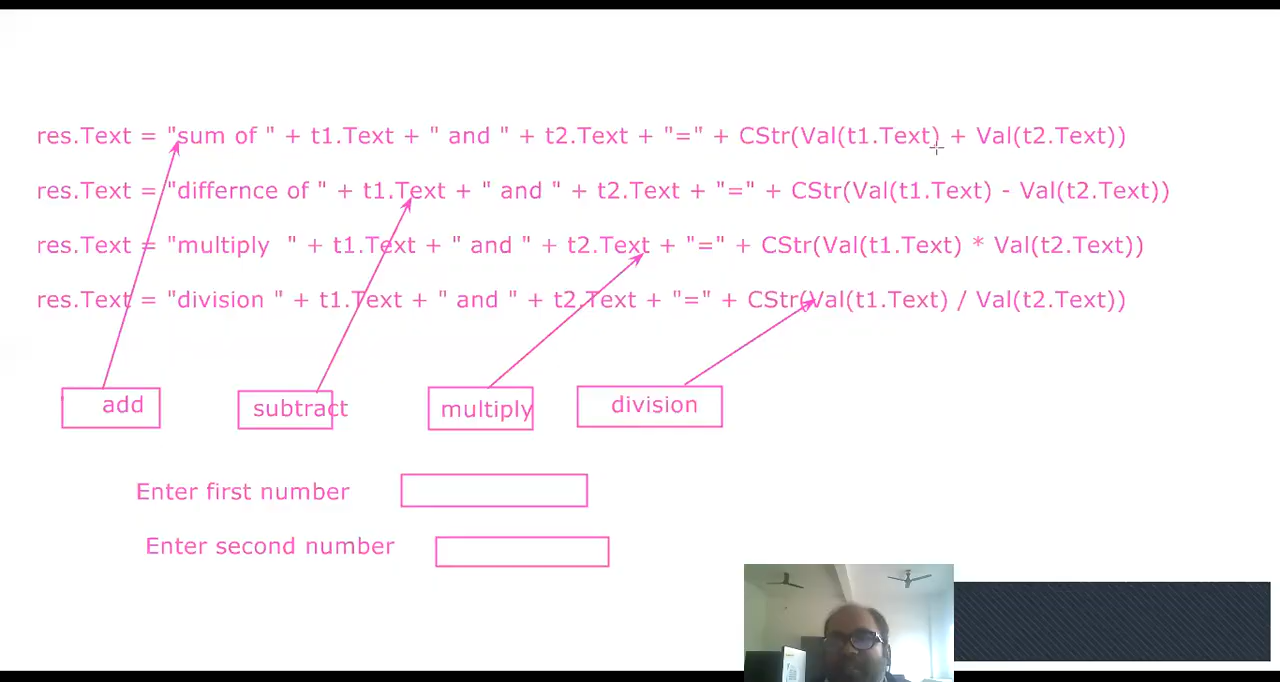 res.Text = "sum of " + t1.Text + " and " + t2.Text + "=" + CStr(Val(t1.Text) + Val(t2.Text))
res.Text = "differnce of " + t1.Text + " and " + t2.Text + "=" + CStr(Val(t1.Text) - Val(t2.Text))
res.Text = "multiply  " + t1.Text + " and " + t2.Text + "=" + CStr(Val(t1.Text) * Val(t2.Text))
res.Text = "division " + t1.Text + " and " + t2.Text + "=" + CStr(Val(t1.Text) / Val(t2.Text))
add subtract multiply division
Enter first number
Enter second number